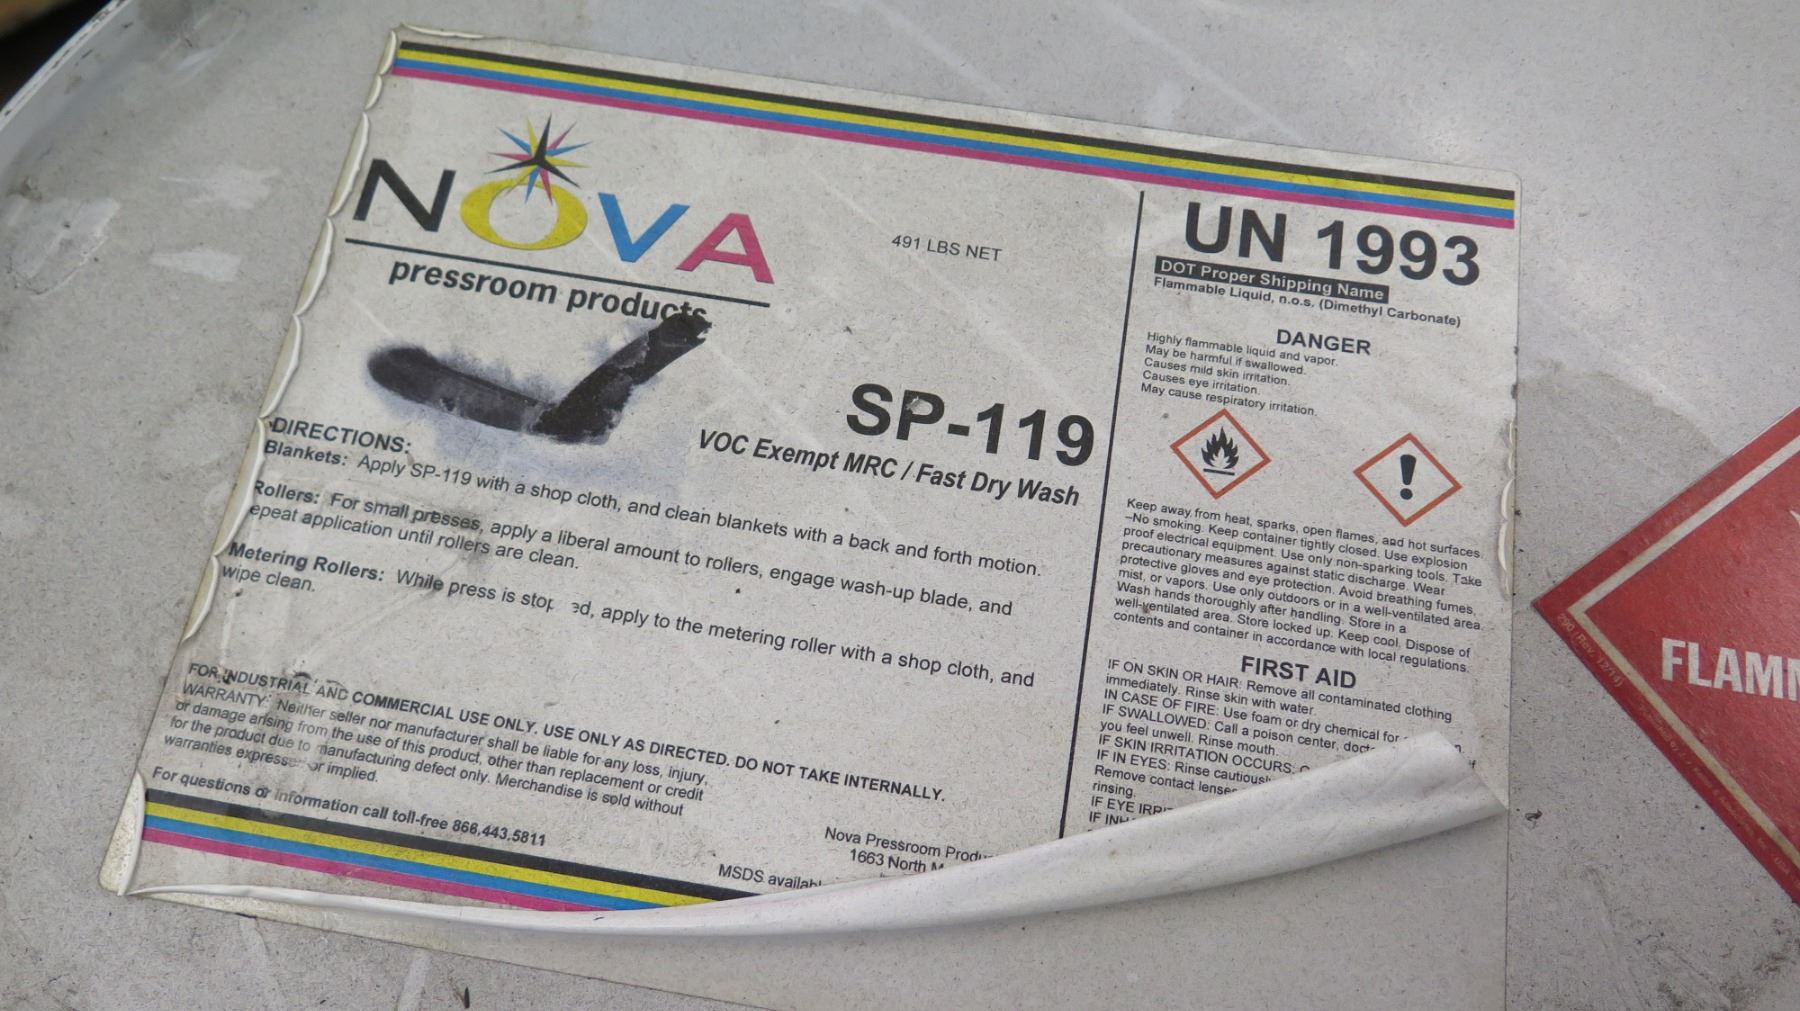 NOVA
pressroom products
491 LBS NET
SP-119
VOC Exempt MRC / Fast Dry Wash
DIRECTIONS:
Blankets: Apply SP-119 with a shop cloth, and clean blankets with a back and forth motion.
Rollers: For small presses, apply a liberal amount to rollers, engage wash-up blade, and
epeat application until rollers are clean.
Metering Rollers: While press is stop ed, apply to the metering roller with a shop cloth, and
wipe clean.
FOR INDUSTRIAL AND COMMERCIAL USE ONLY. USE ONLY AS DIRECTED. DO NOT TAKE INTERNALLY.
WARRANTY: Neither seller nor manufacturer shall be liable for any loss, injury,
or damage arising from the use of this product, other than replacement or credit
for the product due to manufacturing defect only. Merchandise is sold without
warranties express or implied.
For questions or information call toll-free 866.443.5811
Nova Pressroom Produ
1663 North M
MSDS availabl
UN 1993
DOT Proper Shipping Name
Flammable Liquid, n.o.s. (Dimethyl Carbonate)
DANGER
Highly flammable liquid and vapor.
May be harmful if swallowed.
Causes mild skin irritation.
Causes eye irritation.
May cause respiratory irritation.
Keep away from heat, sparks, open flames, and hot surfaces.
–No smoking. Keep container tightly closed. Use explosion
proof electrical equipment. Use only non-sparking tools. Take
precautionary measures against static discharge. Wear
protective gloves and eye protection. Avoid breathing fumes,
mist, or vapors. Use only outdoors or in a well-ventilated area.
Wash hands thoroughly after handling. Store in a
well-ventilated area. Store locked up. Keep cool. Dispose of
contents and container in accordance with local regulations.
FIRST AID
IF ON SKIN OR HAIR: Remove all contaminated clothing
immediately. Rinse skin with water.
IN CASE OF FIRE: Use foam or dry chemical for
IF SWALLOWED: Call a poison center, doct
you feel unwell. Rinse mouth.
IF SKIN IRRITATION OCCURS:
IF IN EYES: Rinse cautiously
Remove contact lense
rinsing.
IF EYE IRRI
IF INH
FLAMM